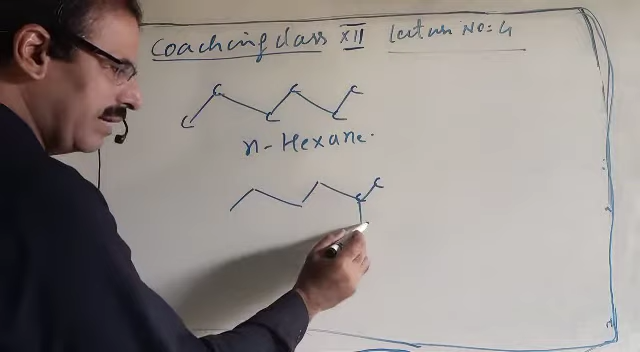 Coaching class XII Lecture No = 4
C C C C C C
n-Hexane.
C C